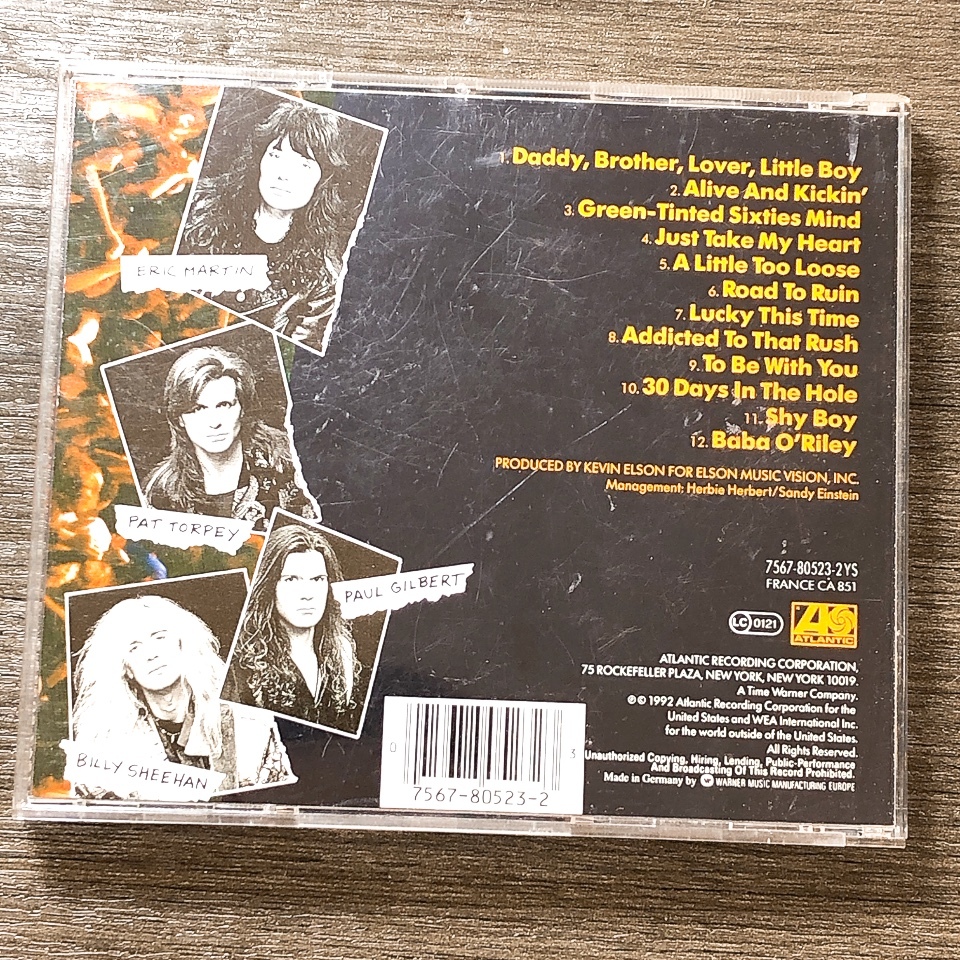 ERIC MARTIN
PAT TORPEY
PAUL GILBERT
BILLY SHEEHAN
1. Daddy, Brother, Lover, Little Boy
2. Alive And Kickin'
3. Green-Tinted Sixties Mind
4. Just Take My Heart
5. A Little Too Loose
6. Road To Ruin
7. Lucky This Time
8. Addicted To That Rush
9. To Be With You
10. 30 Days In The Hole
11. Shy Boy
12. Baba O'Riley
PRODUCED BY KEVIN ELSON FOR ELSON MUSIC VISION, INC.
Management: Herbie Herbert/Sandy Einstein
7567-80523-2 YS
FRANCE CA 851
LC 0121
ATLANTIC
ATLANTIC RECORDING CORPORATION,
75 ROCKEFELLER PLAZA, NEW YORK, NEW YORK 10019.
A Time Warner Company.
℗ © 1992 Atlantic Recording Corporation for the
United States and WEA International Inc.
for the world outside of the United States.
All Rights Reserved.
Unauthorized Copying, Hiring, Lending, Public-Performance
And Broadcasting Of This Record Prohibited.
Made in Germany by WARNER MUSIC MANUFACTURING EUROPE
0 3
7567-80523-2